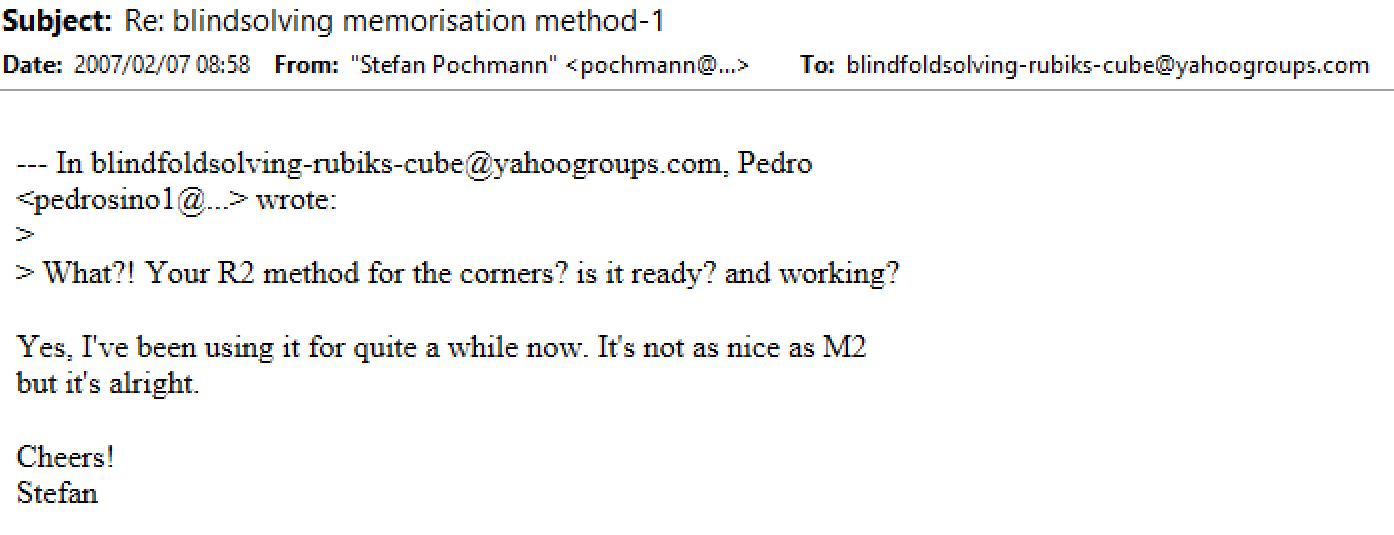 Subject: Re: blindsolving memorisation method-1
Date: 2007/02/07 08:58 From: "Stefan Pochmann" <pochmann@...> To: blindfoldsolving-rubiks-cube@yahoogroups.com
--- In blindfoldsolving-rubiks-cube@yahoogroups.com, Pedro
<pedrosino1@...> wrote:
>
> What?! Your R2 method for the corners? is it ready? and working?
Yes, I've been using it for quite a while now. It's not as nice as M2
but it's alright.
Cheers!
Stefan